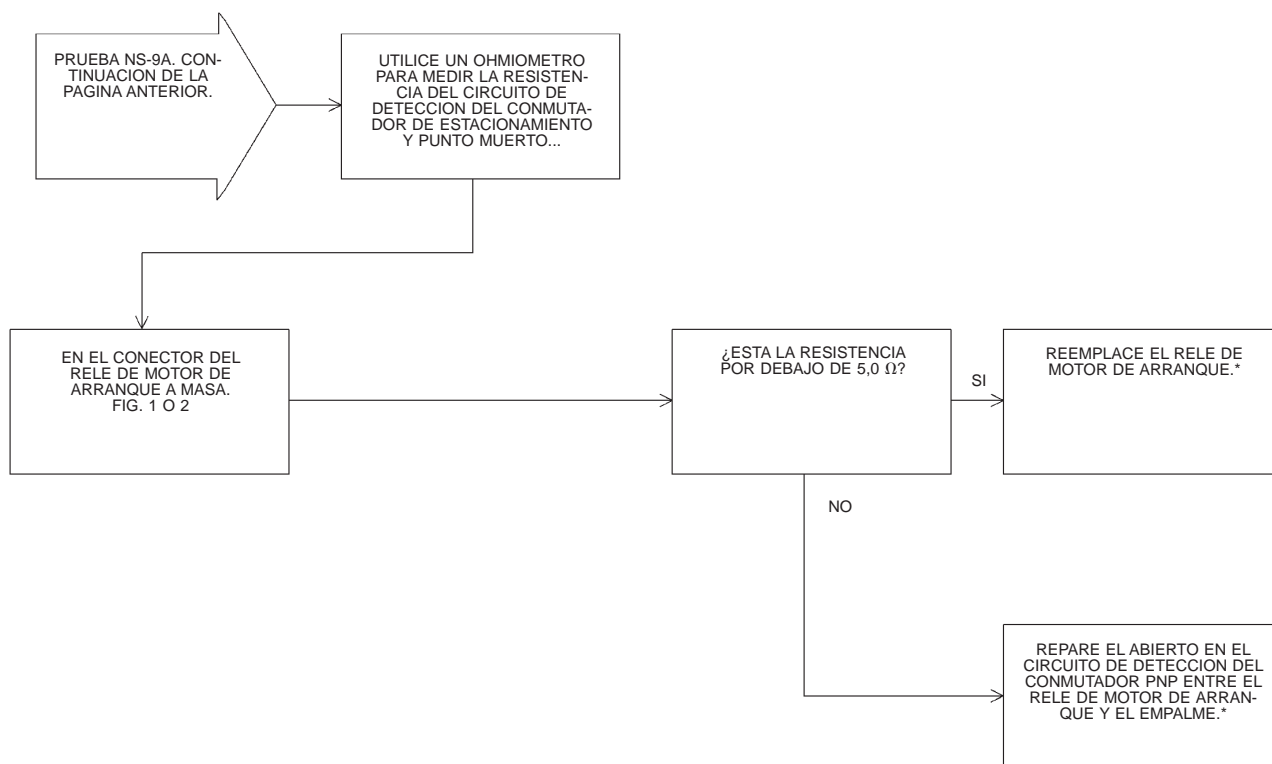 PRUEBA NS-9A. CON-
TINUACION DE LA
PAGINA ANTERIOR.
UTILICE UN OHMIOMETRO
PARA MEDIR LA RESISTEN-
CIA DEL CIRCUITO DE
DETECCION DEL CONMUTA-
DOR DE ESTACIONAMIENTO
Y PUNTO MUERTO...
EN EL CONECTOR DEL
RELE DE MOTOR DE
ARRANQUE A MASA.
FIG. 1 O 2
¿ESTA LA RESISTENCIA
POR DEBAJO DE 5,0 Ω?
SI
REEMPLACE EL RELE DE
MOTOR DE ARRANQUE.*
NO
REPARE EL ABIERTO EN EL
CIRCUITO DE DETECCION DEL
CONMUTADOR PNP ENTRE EL
RELE DE MOTOR DE ARRAN-
QUE Y EL EMPALME.*